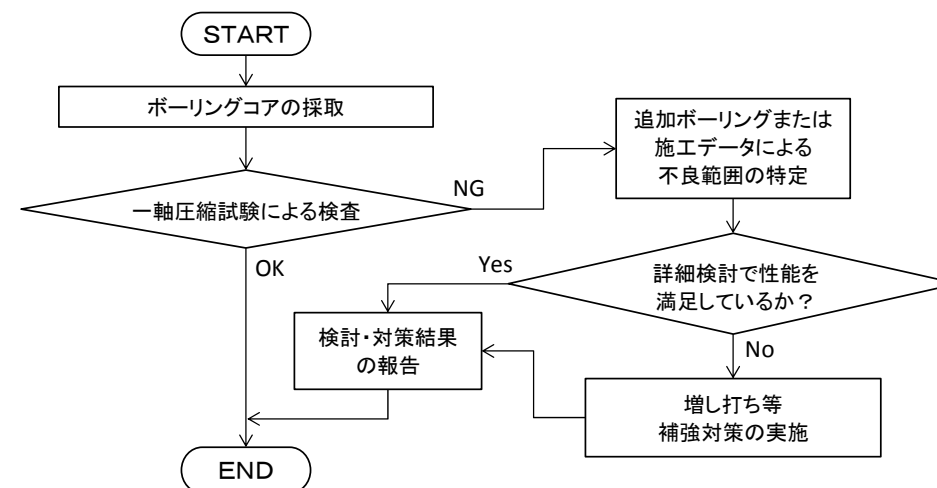 START
ボーリングコアの採取
一軸圧縮試験による検査
NG
OK
追加ボーリングまたは
施工データによる
不良範囲の特定
詳細検討で性能を
満足しているか？
Yes
No
検討・対策結果
の報告
増し打ち等
補強対策の実施
END